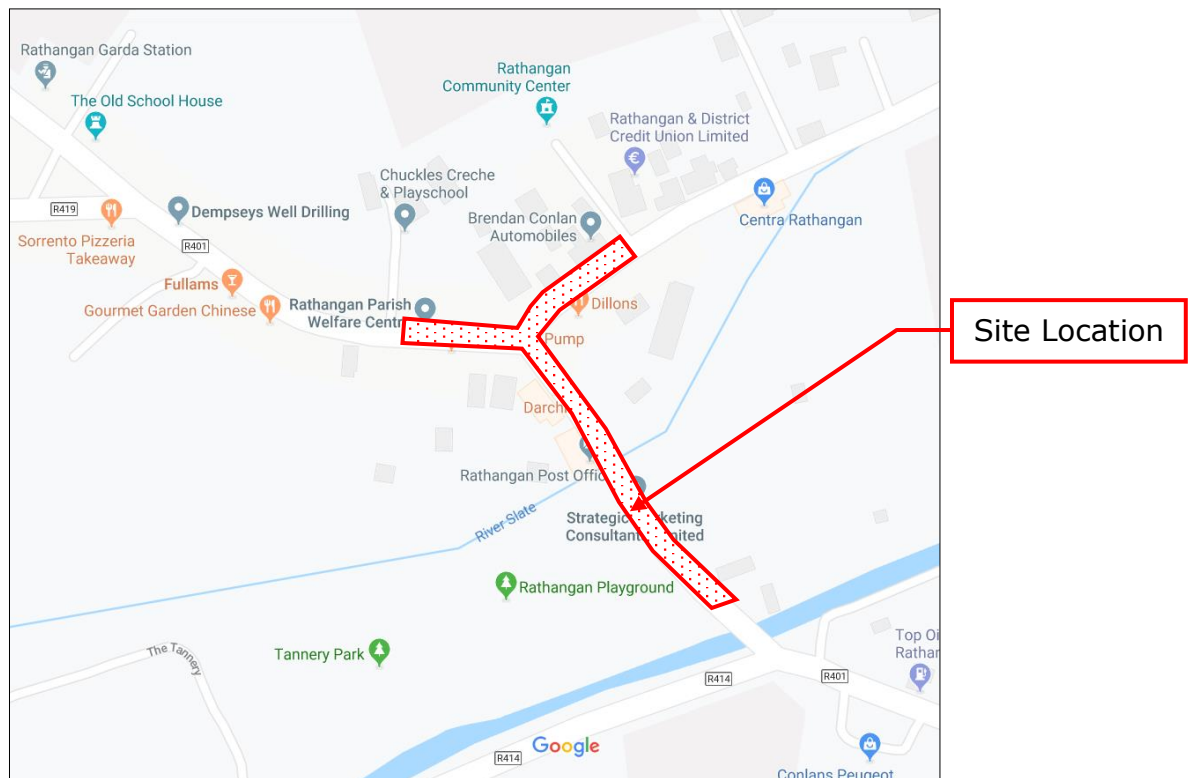 Rathangan Garda Station
The Old School House
Rathangan
Community Center
Rathangan & District
Credit Union Limited
€
Chuckles Creche
& Playschool
R419
Dempseys Well Drilling
Brendan Conlan
Automobiles
Centra Rathangan
Sorrento Pizzeria
Takeaway
R401
Fullams
Gourmet Garden Chinese
Rathangan Parish
Welfare Centr
Dillons
Pump
Site Location
Darchi
Rathangan Post Offic
River Slate
Strategic keting
Consultant mited
Rathangan Playground
The Tannery
Tannery Park
Top Oi
Rathan
R414
R401
Google
R414
Conlans Peugeot